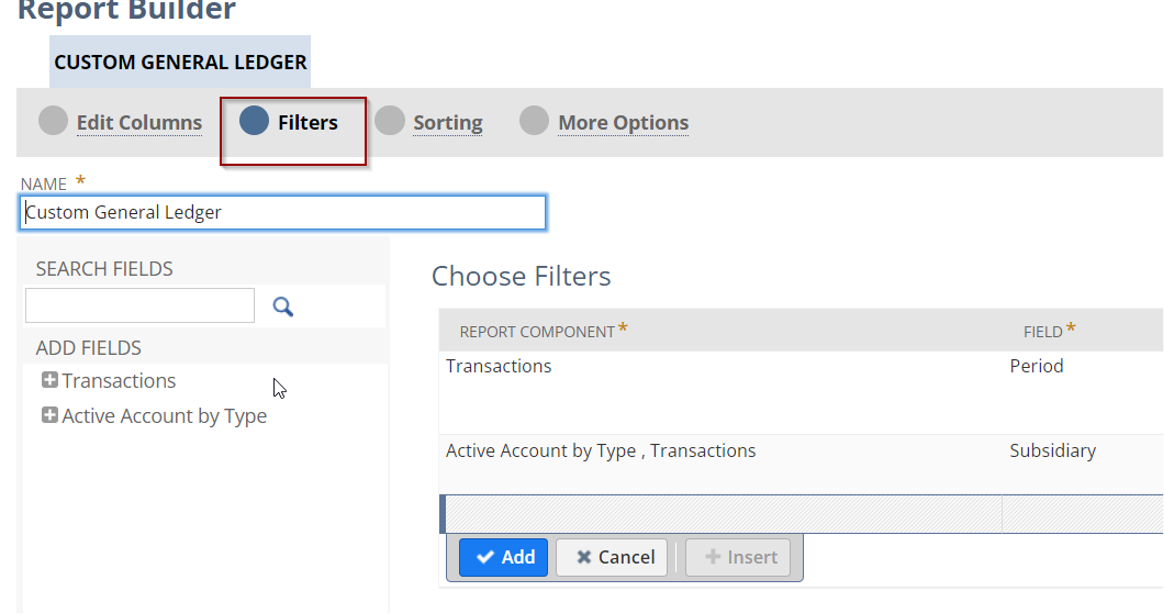 Report Builder
CUSTOM GENERAL LEDGER
Edit Columns Filters Sorting More Options
NAME *
Custom General Ledger
SEARCH FIELDS
Choose Filters
REPORT COMPONENT* FIELD*
ADD FIELDS
Transactions Period
Transactions
Active Account by Type
Active Account by Type , Transactions Subsidiary
Add Cancel Insert